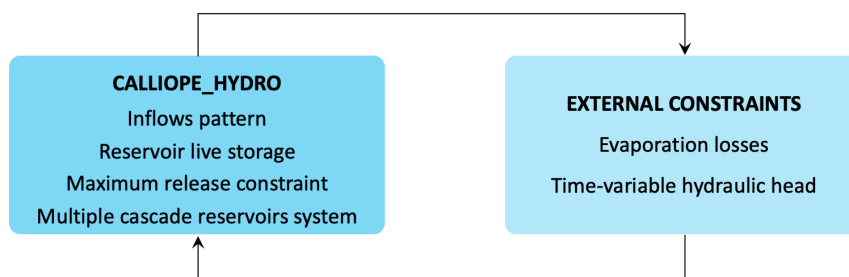 CALLIOPE_HYDRO
Inflows pattern
Reservoir live storage
Maximum release constraint
Multiple cascade reservoirs system
EXTERNAL CONSTRAINTS
Evaporation losses
Time-variable hydraulic head